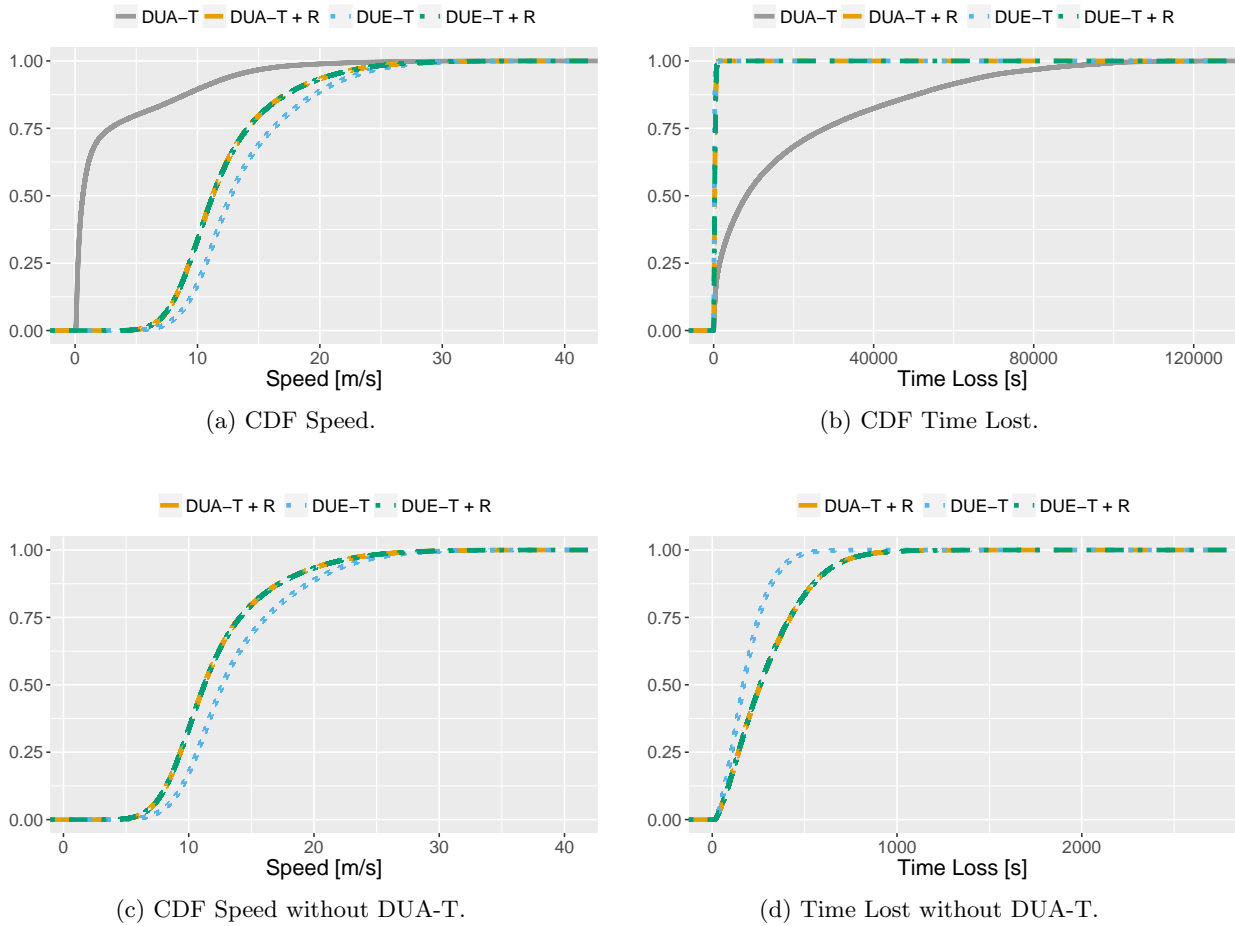 DUA−T DUA−T + R DUE−T DUE−T + R
1.00
0.75
0.50
0.25
0.00
0 10 20 30 40
Speed [m/s]
(a) CDF Speed.
DUA−T DUA−T + R DUE−T DUE−T + R
1.00
0.75
0.50
0.25
0.00
0 40000 80000 120000
Time Loss [s]
(b) CDF Time Lost.
DUA−T + R DUE−T DUE−T + R
1.00
0.75
0.50
0.25
0.00
0 10 20 30 40
Speed [m/s]
(c) CDF Speed without DUA-T.
DUA−T + R DUE−T DUE−T + R
1.00
0.75
0.50
0.25
0.00
0 1000 2000
Time Loss [s]
(d) Time Lost without DUA-T.